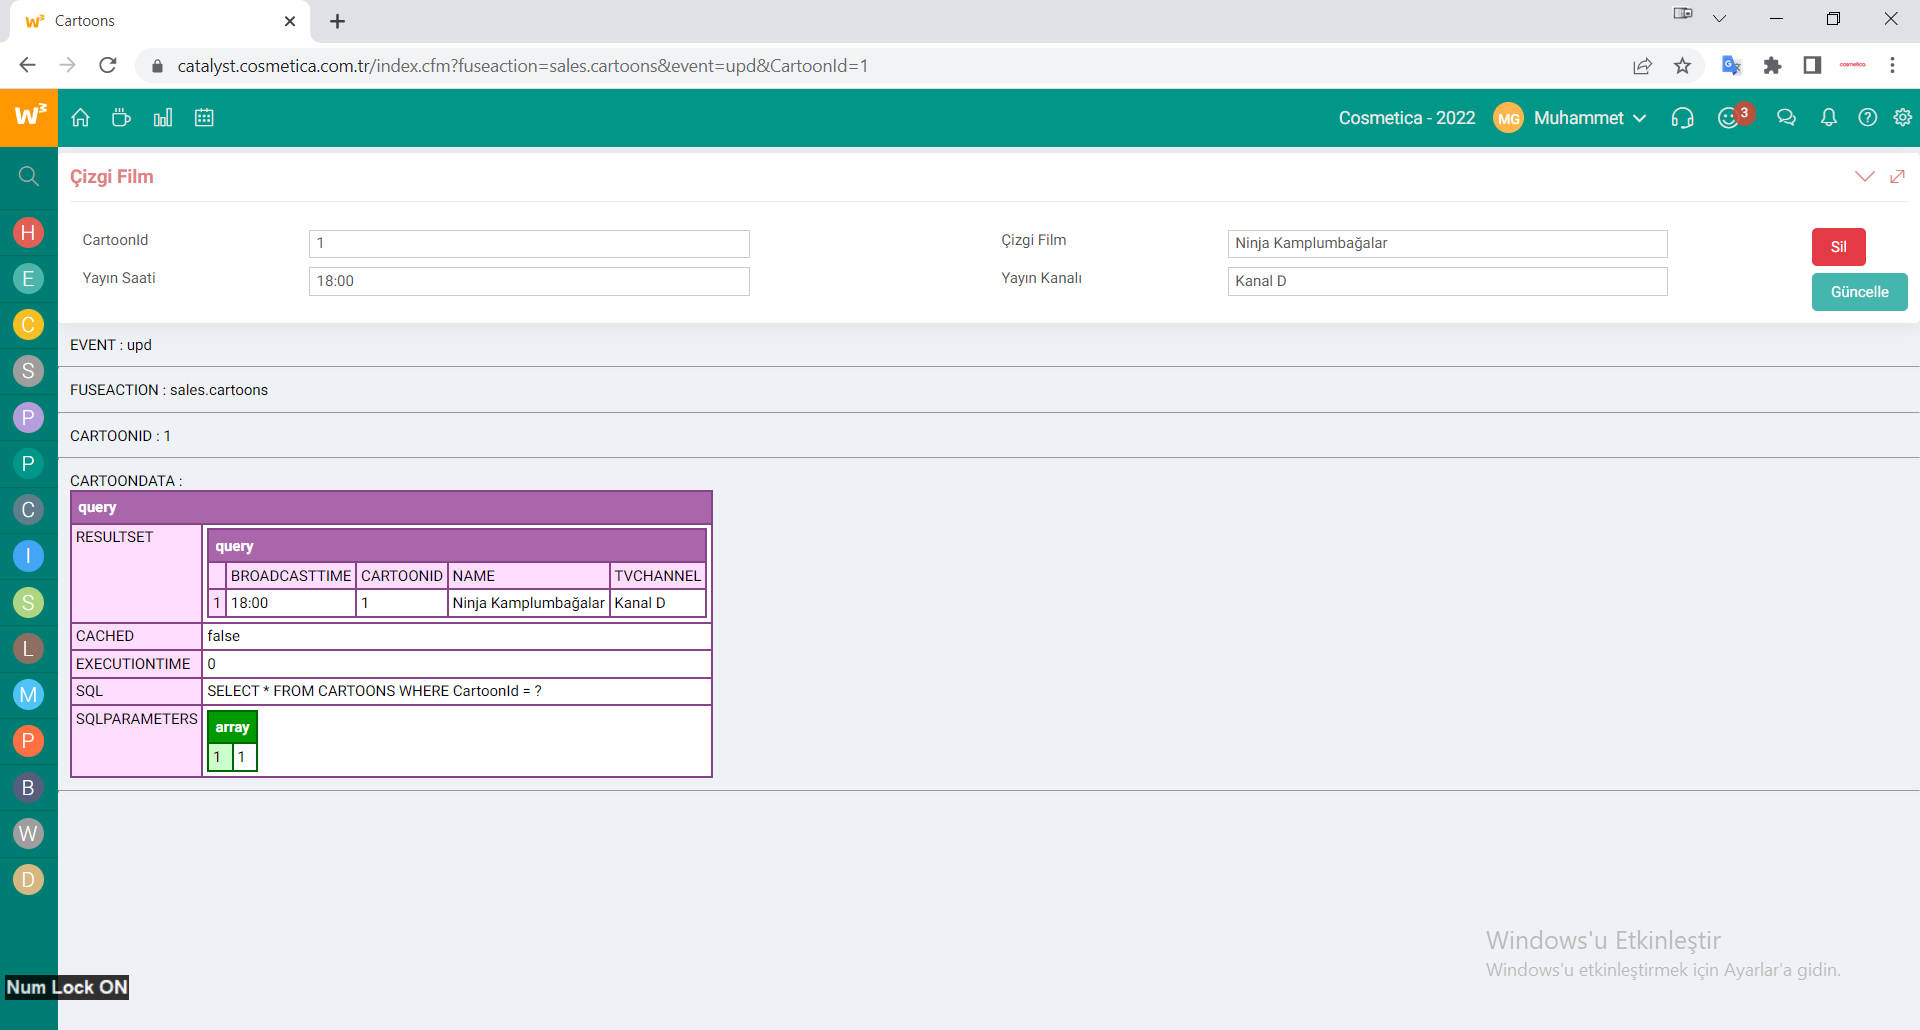 w³ Cartoons
catalyst.cosmetica.com.tr/index.cfm?fuseaction=sales.cartoons&event=upd&CartoonId=1
cosmetica
w³
Cosmetica - 2022 MG Muhammet 3
Çizgi Film
CartoonId 1 Çizgi Film Ninja Kamplumbağalar Sil
Yayın Saati 18:00 Yayın Kanalı Kanal D Güncelle
EVENT : upd
FUSEACTION : sales.cartoons
CARTOONID : 1
CARTOONDATA :
query
RESULTSET
query
BROADCASTTIME CARTOONID NAME TVCHANNEL
1 18:00 1 Ninja Kamplumbağalar Kanal D
CACHED false
EXECUTIONTIME 0
SQL SELECT * FROM CARTOONS WHERE CartoonId = ?
SQLPARAMETERS
array
1 1
H
E
C
S
P
P
C
I
S
L
M
P
B
W
D
Windows'u Etkinleştir
Windows'u etkinleştirmek için Ayarlar'a gidin.
Num Lock ON